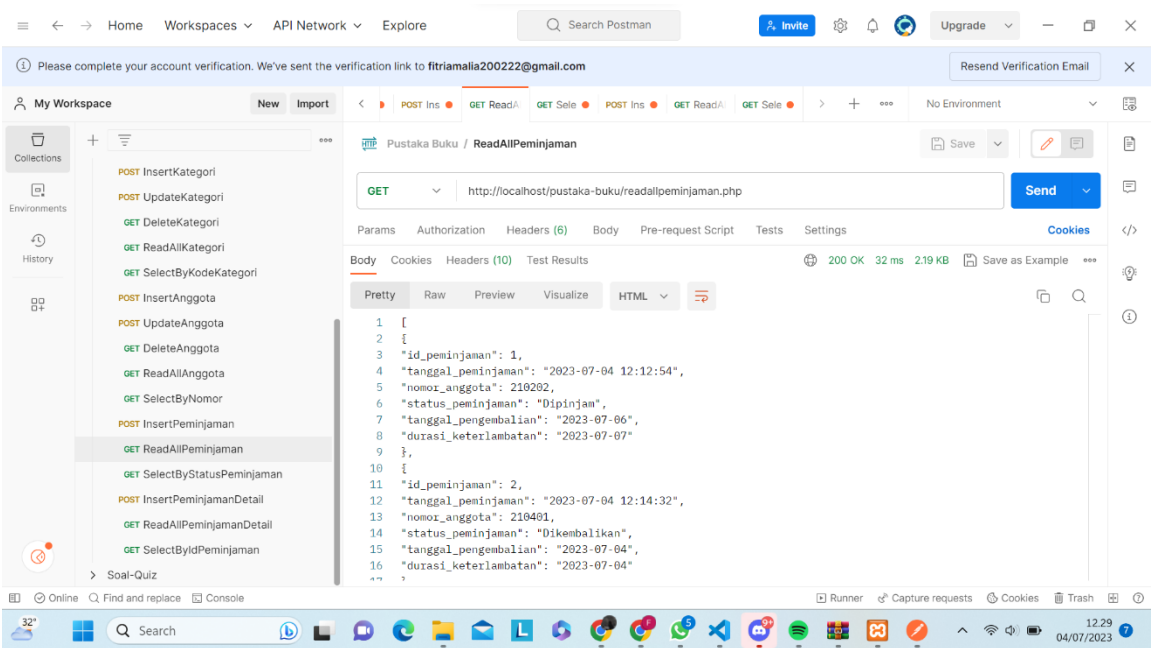 Home Workspaces API Network Explore Search Postman Invite Upgrade
Please complete your account verification. We've sent the verification link to fitriamalia200222@gmail.com Resend Verification Email
My Workspace New Import POST Ins GET ReadA GET Sele POST Ins GET ReadA GET Sele No Environment
Collections
Environments
History
POST InsertKategori
POST UpdateKategori
GET DeleteKategori
GET ReadAllKategori
GET SelectByKodeKategori
POST InsertAnggota
POST UpdateAnggota
GET DeleteAnggota
GET ReadAllAnggota
GET SelectByNomor
POST InsertPeminjaman
GET ReadAllPeminjaman
GET SelectByStatusPeminjaman
POST InsertPeminjamanDetail
GET ReadAllPeminjamanDetail
GET SelectByIdPeminjaman
> Soal-Quiz
HTTP Pustaka Buku / ReadAllPeminjaman Save
GET http://localhost/pustaka-buku/readallpeminjaman.php Send
Params Authorization Headers (6) Body Pre-request Script Tests Settings Cookies
Body Cookies Headers (10) Test Results 200 OK 32 ms 2.19 KB Save as Example
Pretty Raw Preview Visualize HTML
1 [
2 {
3 "id_peminjaman": 1,
4 "tanggal_peminjaman": "2023-07-04 12:12:54",
5 "nomor_anggota": 210202,
6 "status_peminjaman": "Dipinjam",
7 "tanggal_pengembalian": "2023-07-06",
8 "durasi_keterlambatan": "2023-07-07"
9 },
10 {
11 "id_peminjaman": 2,
12 "tanggal_peminjaman": "2023-07-04 12:14:32",
13 "nomor_anggota": 210401,
14 "status_peminjaman": "Dikembalikan",
15 "tanggal_pengembalian": "2023-07-04",
16 "durasi_keterlambatan": "2023-07-04"
17 }
Online Find and replace Console Runner Capture requests Cookies Trash
32° Search 12.29
04/07/2023 7